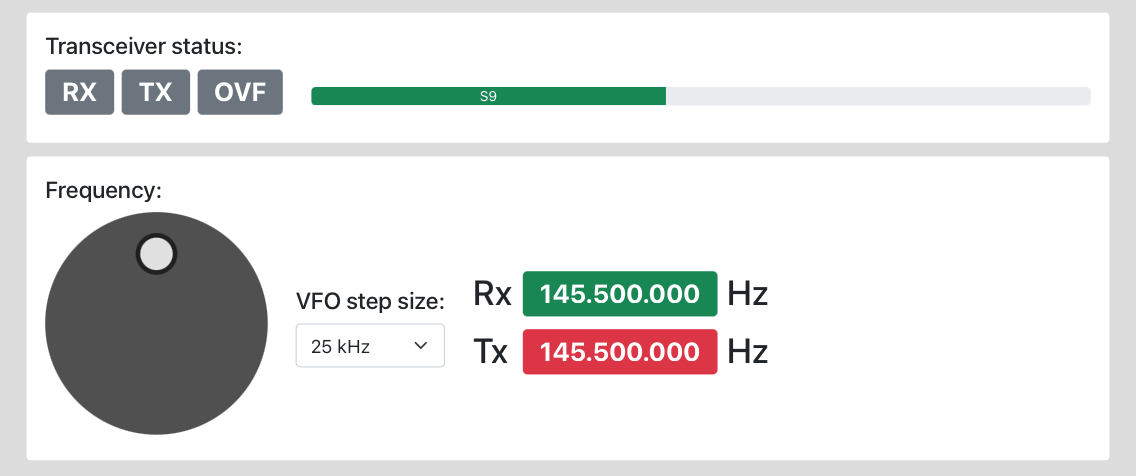 Transceiver status:
RX TX OVF S9
Frequency:
VFO step size:
25 kHz
Rx 145.500.000 Hz
Tx 145.500.000 Hz